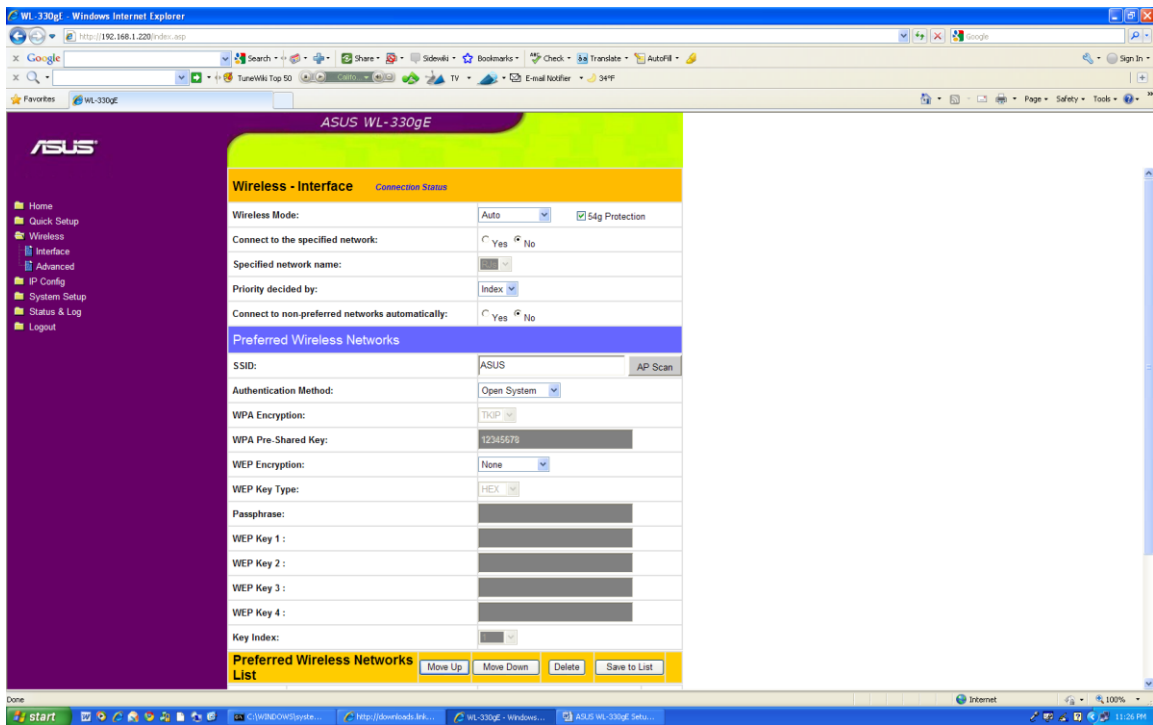 WL-330gE - Windows Internet Explorer
http://192.168.1.220/index.asp
Google
x Google Search Share Sidewiki Bookmarks Check Translate AutoFill Sign In
x TuneWiki Top 50 TV E-mail Notifier 34°F
Favorites WL-330gE Page Safety Tools
ASUS WL-330gE
ASUS
Home
Quick Setup
Wireless
Interface
Advanced
IP Config
System Setup
Status & Log
Logout
Wireless - Interface Connection Status
Wireless Mode: Auto 54g Protection
Connect to the specified network: Yes No
Specified network name:
Priority decided by: Index
Connect to non-preferred networks automatically: Yes No
Preferred Wireless Networks
SSID: ASUS AP Scan
Authentication Method: Open System
WPA Encryption: TKIP
WPA Pre-Shared Key: 12345678
WEP Encryption: None
WEP Key Type: HEX
Passphrase:
WEP Key 1 :
WEP Key 2 :
WEP Key 3 :
WEP Key 4 :
Key Index: 1
Preferred Wireless Networks List Move Up Move Down Delete Save to List
Done Internet 100%
start C:\WINDOWS\syste... http://downloads.link... WL-330gE - Windows... ASUS WL-330gE Setu... 11:26 PM